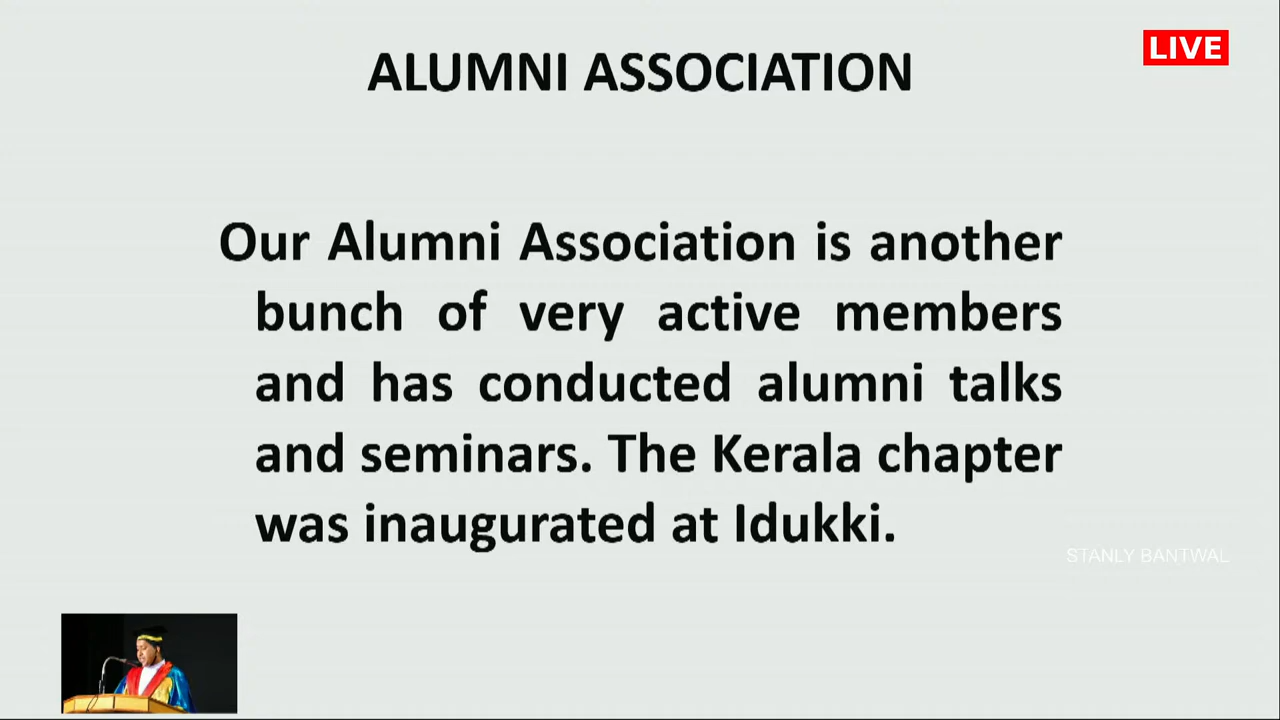 ALUMNI ASSOCIATION
LIVE
Our Alumni Association is another
bunch of very active members
and has conducted alumni talks
and seminars. The Kerala chapter
was inaugurated at Idukki.
STANLY BANTWAL